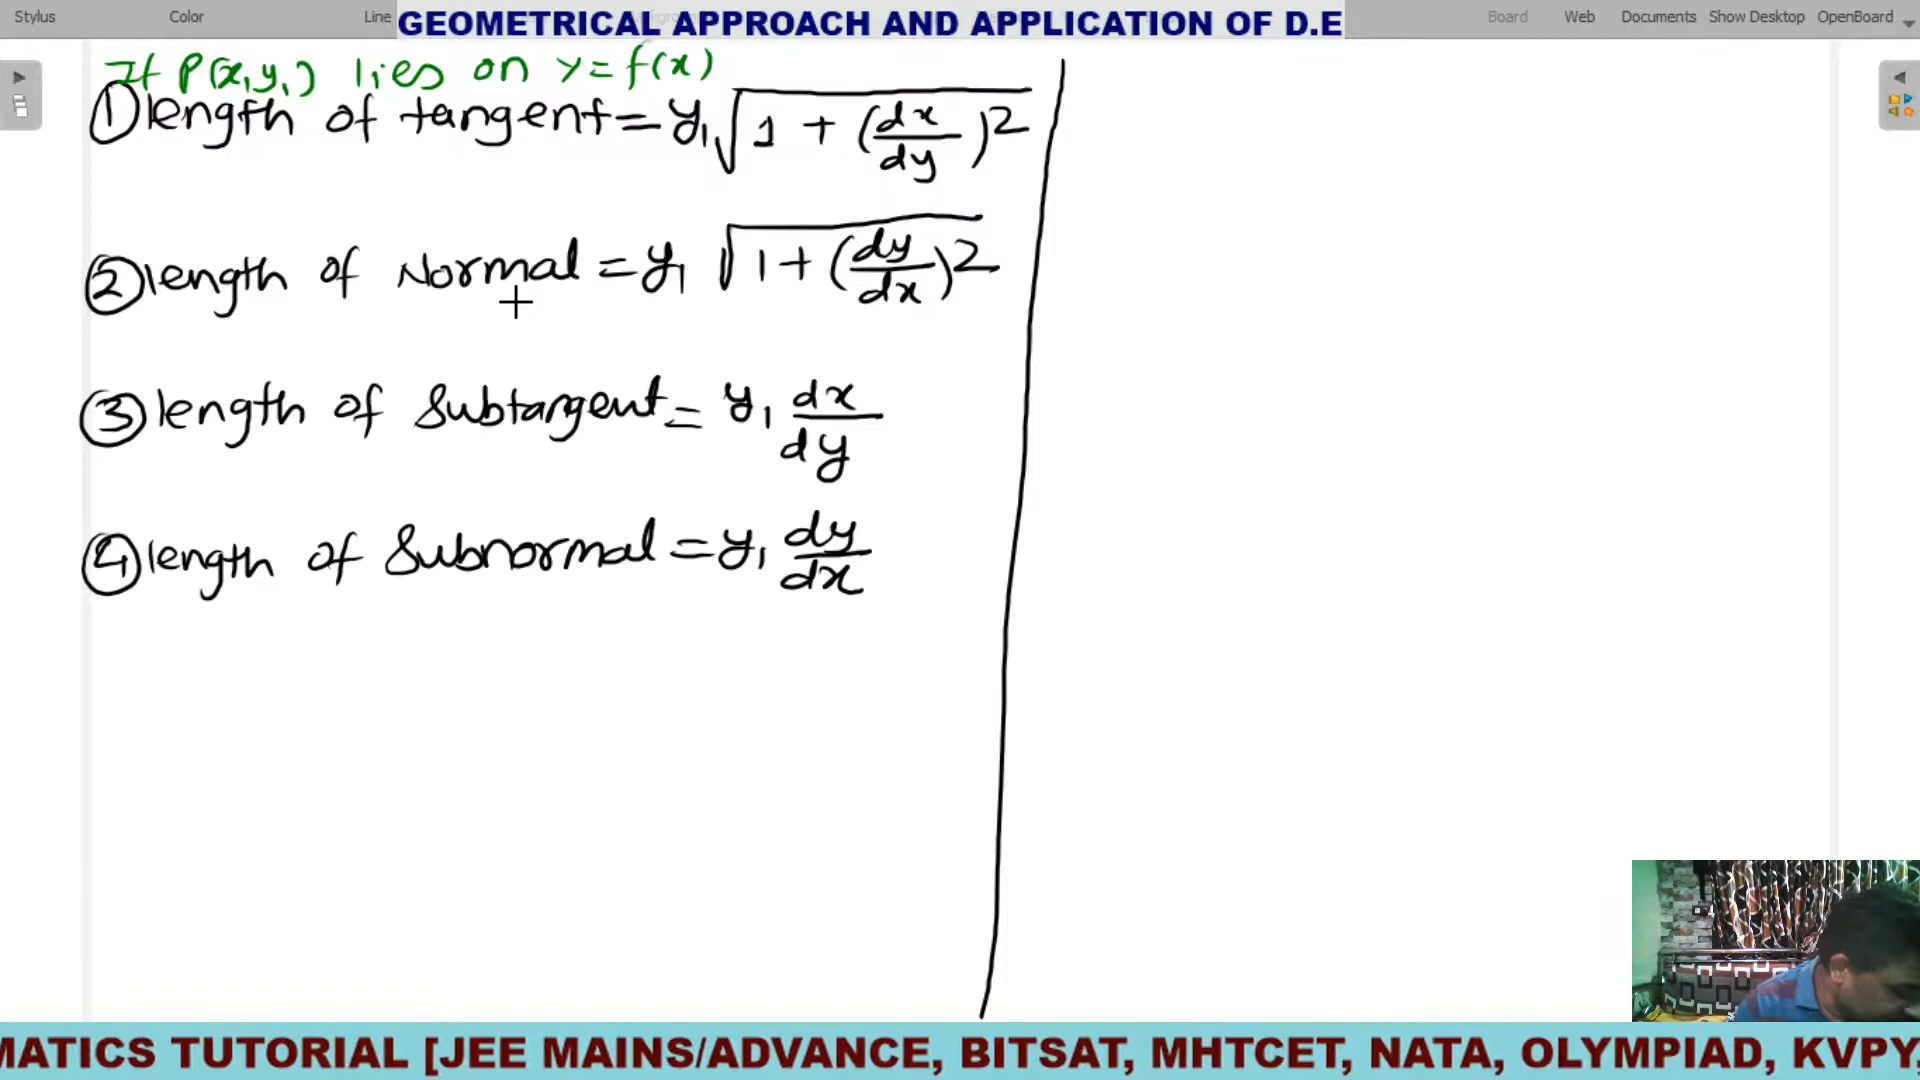 Stylus Color Line GEOMETRICAL APPROACH AND APPLICATION OF D.E Board Web Documents Show Desktop OpenBoard
If P(x₁y₁) lies on y=f(x)
① length of tangent = y₁√(1 + (dx/dy)²)
② length of Normal = y₁ √(1 + (dy/dx)²)
③ length of Subtangent = y₁ dx/dy
④ length of Subnormal = y₁ dy/dx
MATICS TUTORIAL [JEE MAINS/ADVANCE, BITSAT, MHTCET, NATA, OLYMPIAD, KVPY,